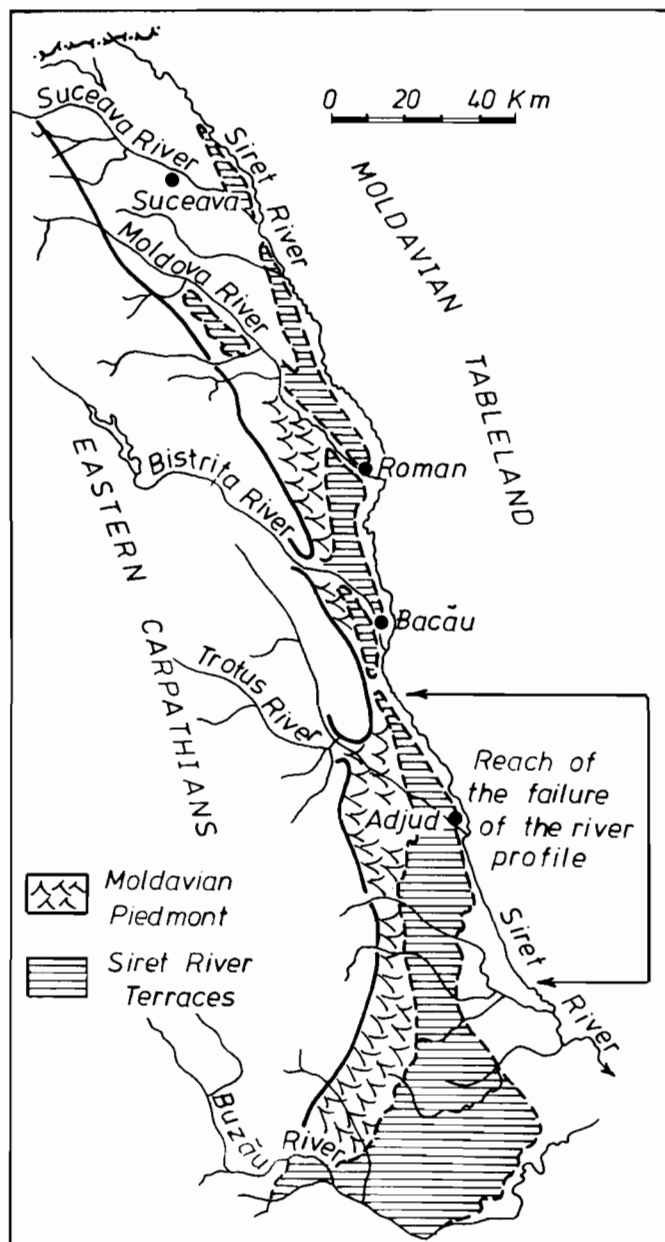 0 20 40 Km
Suceava River
Siret River
Suceava
MOLDAVIAN TABLELAND
Moldova River
Roman
EASTERN CARPATHIANS
Bistrita River
Bacău
Trotus River
Reach of
the failure
of the river
profile
Adjud
Moldavian
Piedmont
Siret River
Siret River
Terraces
Buzău River